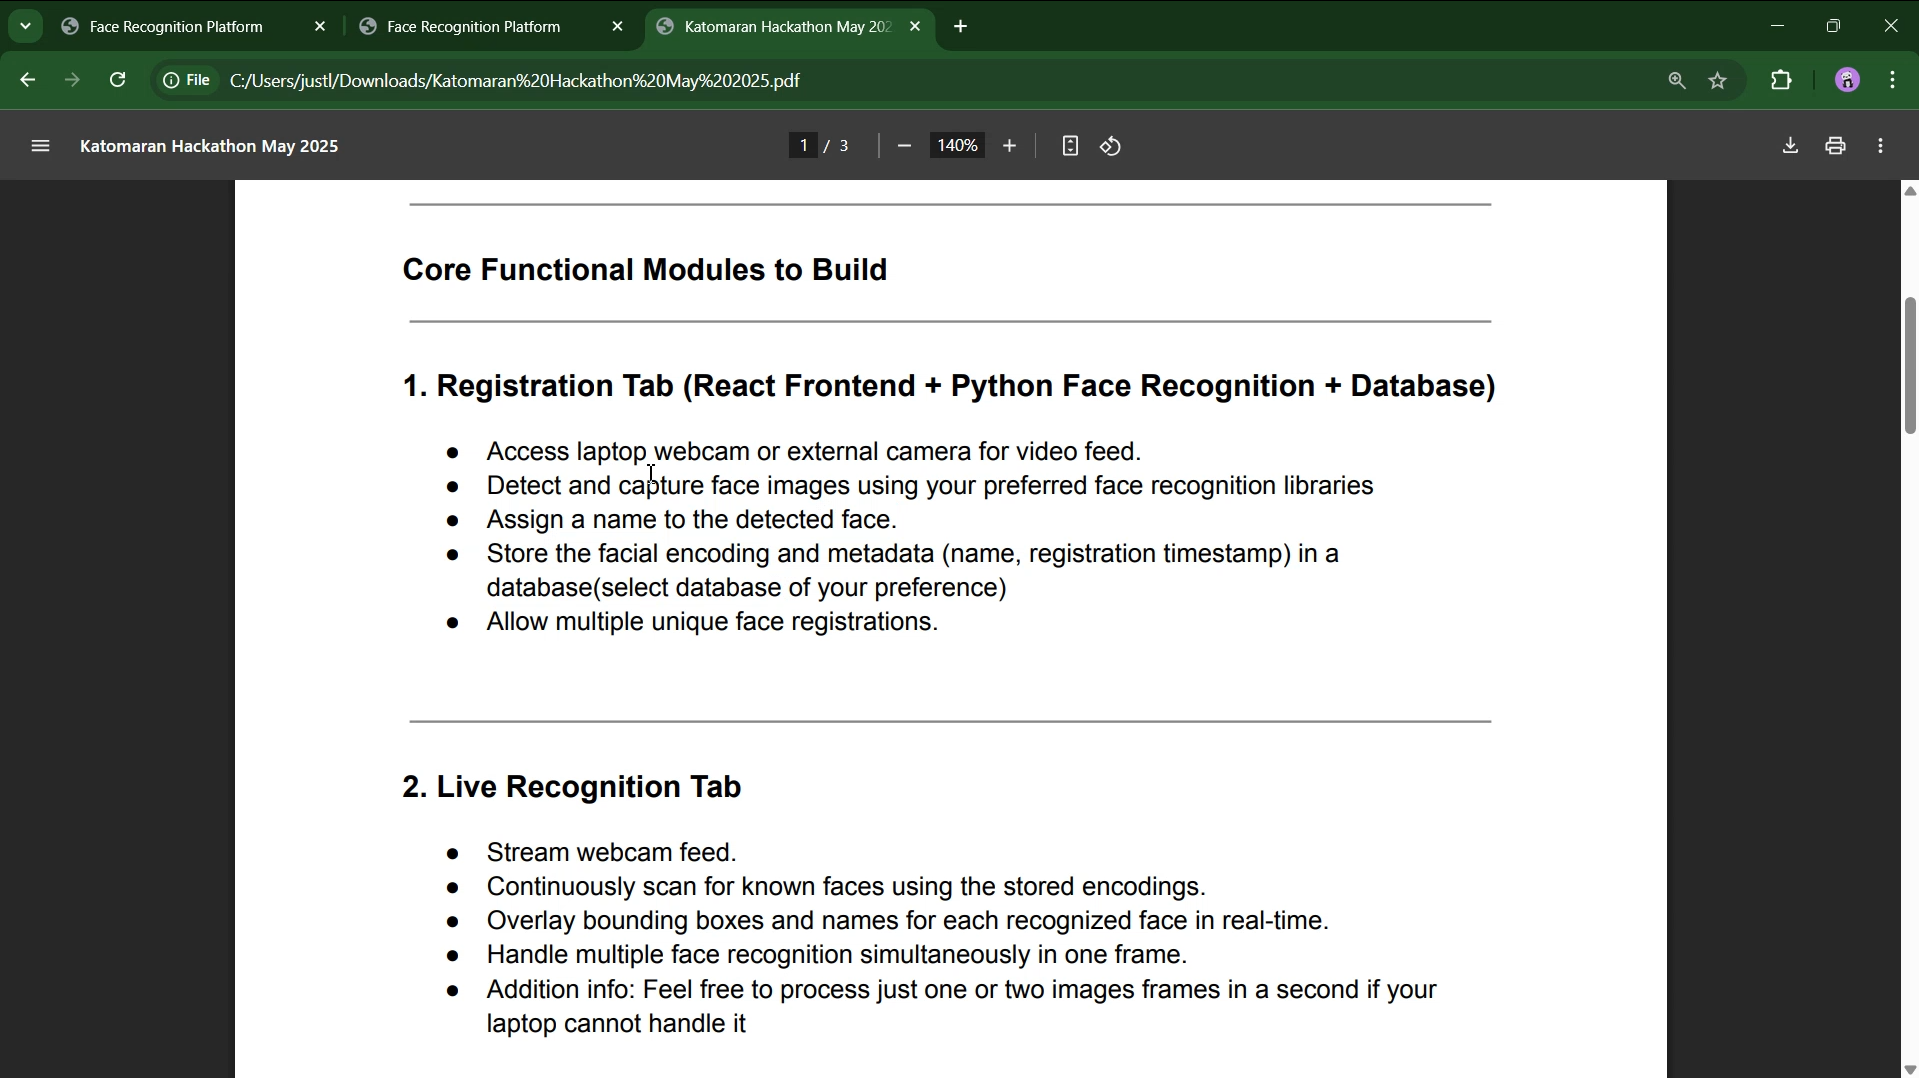 Face Recognition Platform
Face Recognition Platform
Katomaran Hackathon May 202
File
C:/Users/justl/Downloads/Katomaran%20Hackathon%20May%202025.pdf
Katomaran Hackathon May 2025
1 / 3
140%
Core Functional Modules to Build
1. Registration Tab (React Frontend + Python Face Recognition + Database)
● Access laptop webcam or external camera for video feed.
● Detect and capture face images using your preferred face recognition libraries
● Assign a name to the detected face.
● Store the facial encoding and metadata (name, registration timestamp) in a
database(select database of your preference)
● Allow multiple unique face registrations.
2. Live Recognition Tab
● Stream webcam feed.
● Continuously scan for known faces using the stored encodings.
● Overlay bounding boxes and names for each recognized face in real-time.
● Handle multiple face recognition simultaneously in one frame.
● Addition info: Feel free to process just one or two images frames in a second if your
laptop cannot handle it